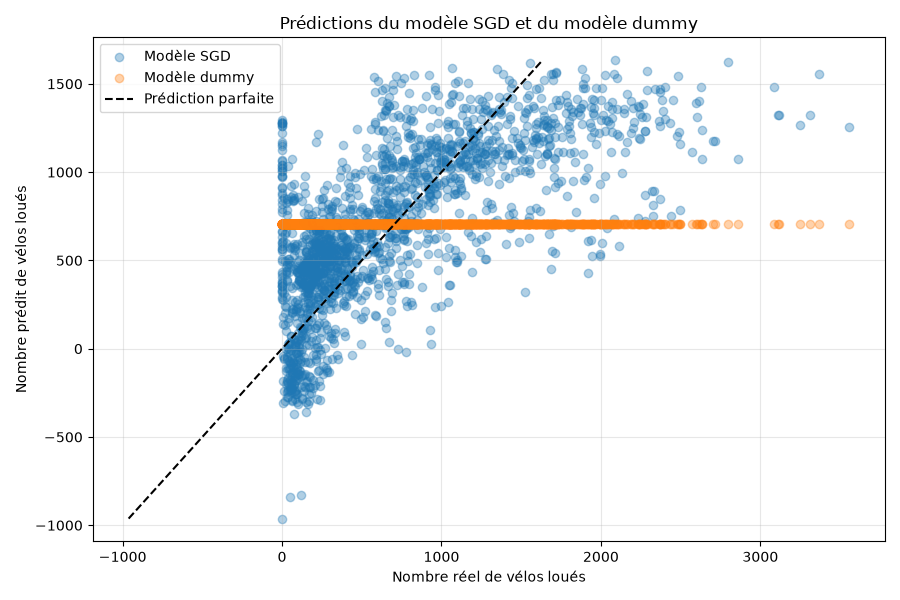 Prédictions du modèle SGD et du modèle dummy
Modèle SGD
Modèle dummy
Prédiction parfaite
Nombre prédit de vélos loués
1500
1000
500
0
−500
−1000
−1000
0
1000
2000
3000
Nombre réel de vélos loués